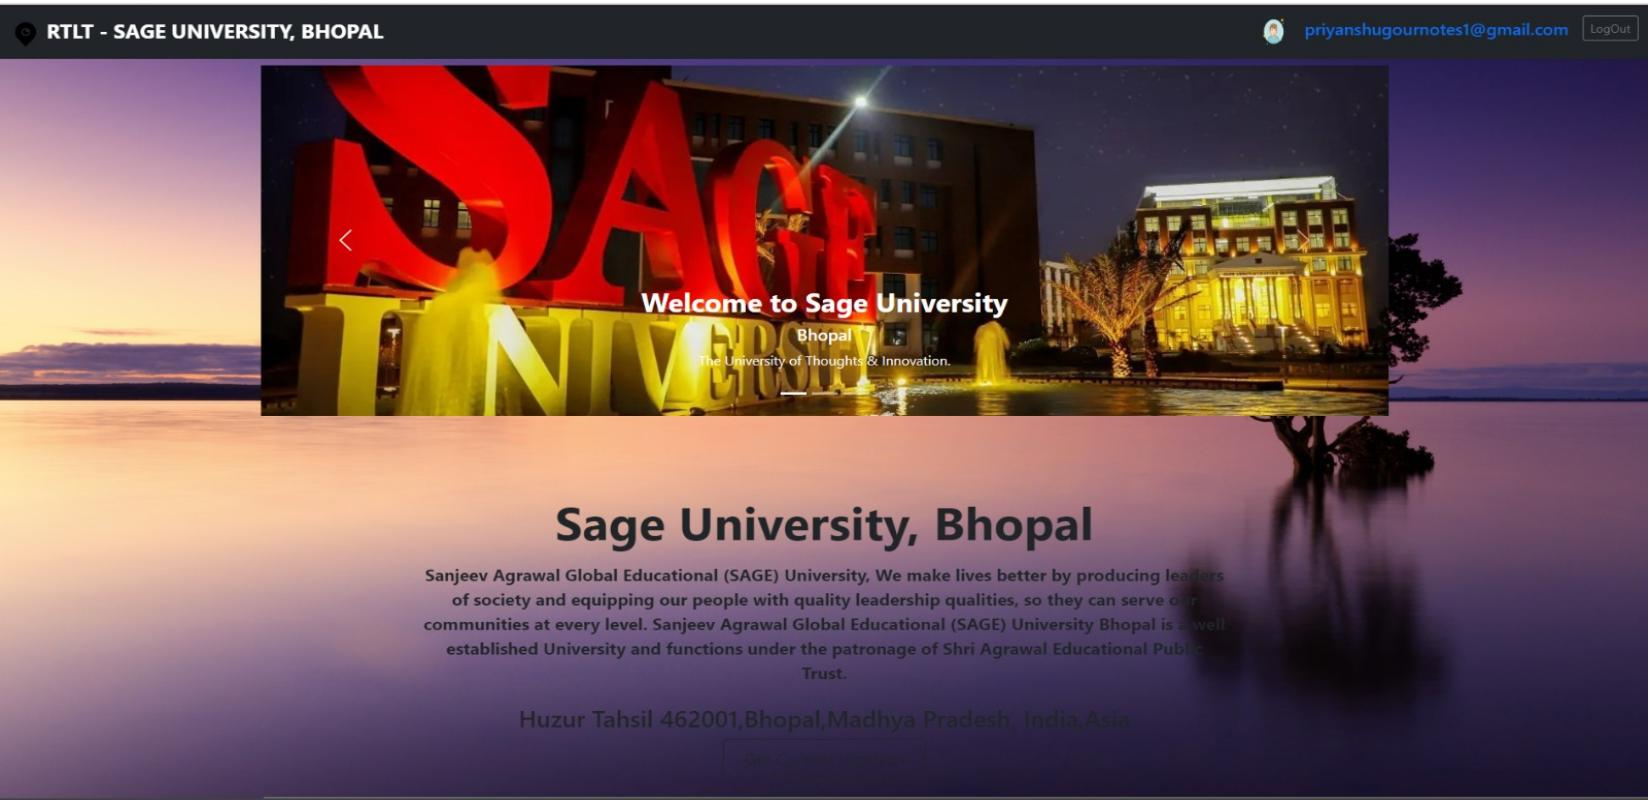 RTLT - SAGE UNIVERSITY, BHOPAL
priyanshugournotes1@gmail.com
LogOut
SAGE
UNIVERSITY
Welcome to Sage University
Bhopal
The University of Thoughts & Innovation.
Sage University, Bhopal
Sanjeev Agrawal Global Educational (SAGE) University, We make lives better by producing leaders
of society and equipping our people with quality leadership qualities, so they can serve our
communities at every level. Sanjeev Agrawal Global Educational (SAGE) University Bhopal is a well
established University and functions under the patronage of Shri Agrawal Educational Public
Trust.
Huzur Tahsil 462001,Bhopal,Madhya Pradesh, India,Asia